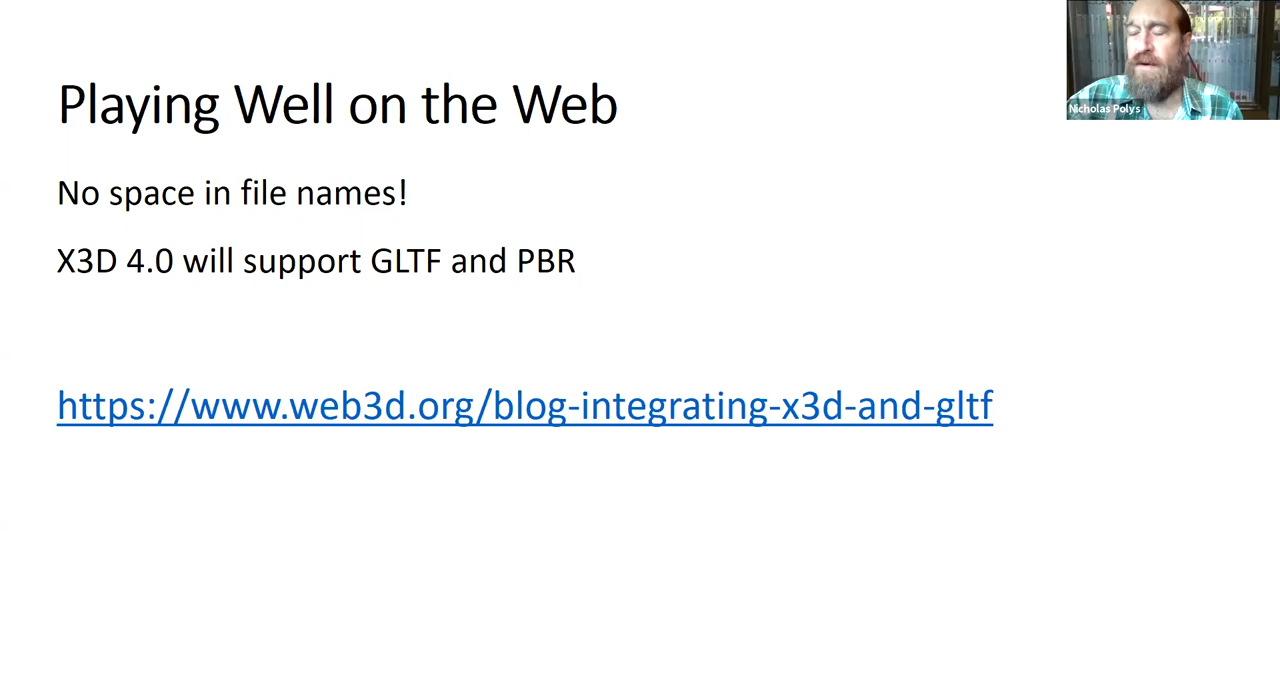 Playing Well on the Web
No space in file names!
X3D 4.0 will support GLTF and PBR
https://www.web3d.org/blog-integrating-x3d-and-gltf
Nicholas Polys